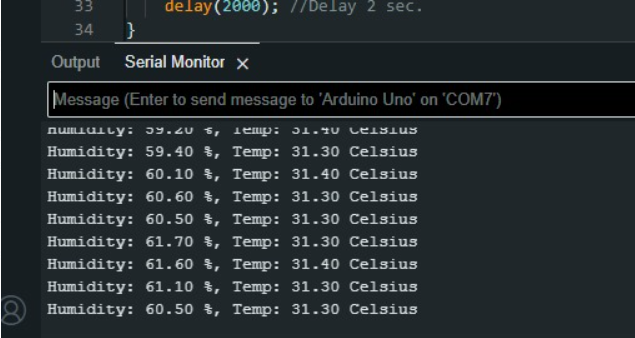 33 delay(2000); //Delay 2 sec.
34 }
Output Serial Monitor ×
Message (Enter to send message to 'Arduino Uno' on 'COM7')
Humidity: 59.20 %, Temp: 31.40 Celsius
Humidity: 59.40 %, Temp: 31.30 Celsius
Humidity: 60.10 %, Temp: 31.40 Celsius
Humidity: 60.60 %, Temp: 31.30 Celsius
Humidity: 60.50 %, Temp: 31.30 Celsius
Humidity: 61.70 %, Temp: 31.30 Celsius
Humidity: 61.60 %, Temp: 31.40 Celsius
Humidity: 61.10 %, Temp: 31.30 Celsius
Humidity: 60.50 %, Temp: 31.30 Celsius